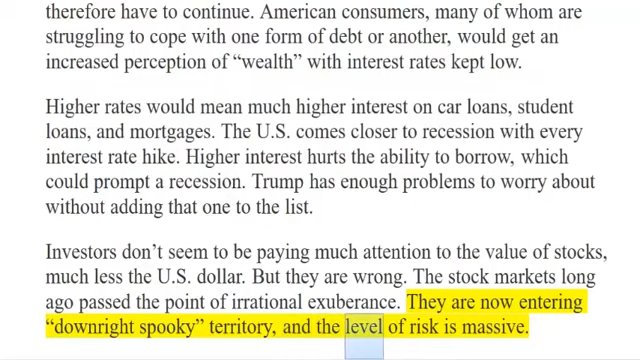 therefore have to continue. American consumers, many of whom are
struggling to cope with one form of debt or another, would get an
increased perception of “wealth” with interest rates kept low.
Higher rates would mean much higher interest on car loans, student
loans, and mortgages. The U.S. comes closer to recession with every
interest rate hike. Higher interest hurts the ability to borrow, which
could prompt a recession. Trump has enough problems to worry about
without adding that one to the list.
Investors don’t seem to be paying much attention to the value of stocks,
much less the U.S. dollar. But they are wrong. The stock markets long
ago passed the point of irrational exuberance. They are now entering
“downright spooky” territory, and the level of risk is massive.